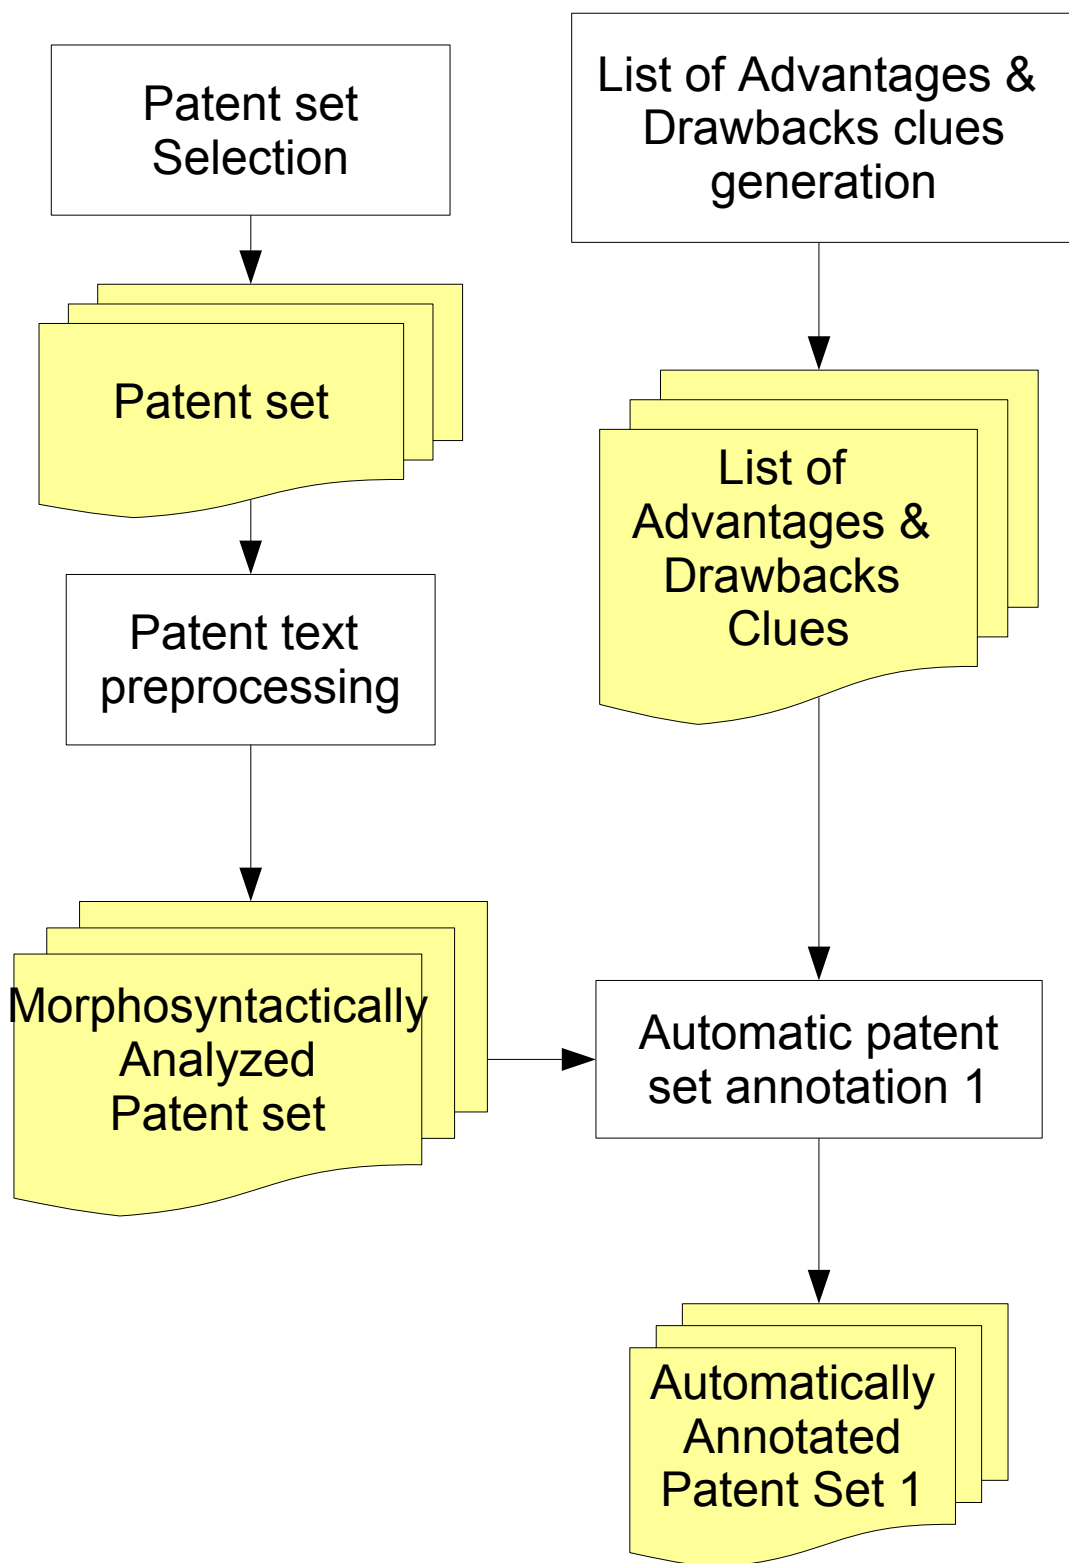 Patent set
Selection
List of Advantages &
Drawbacks clues
generation
Patent set
List of
Advantages &
Drawbacks
Clues
Patent text
preprocessing
Morphosyntactically
Analyzed
Patent set
Automatic patent
set annotation 1
Automatically
Annotated
Patent Set 1